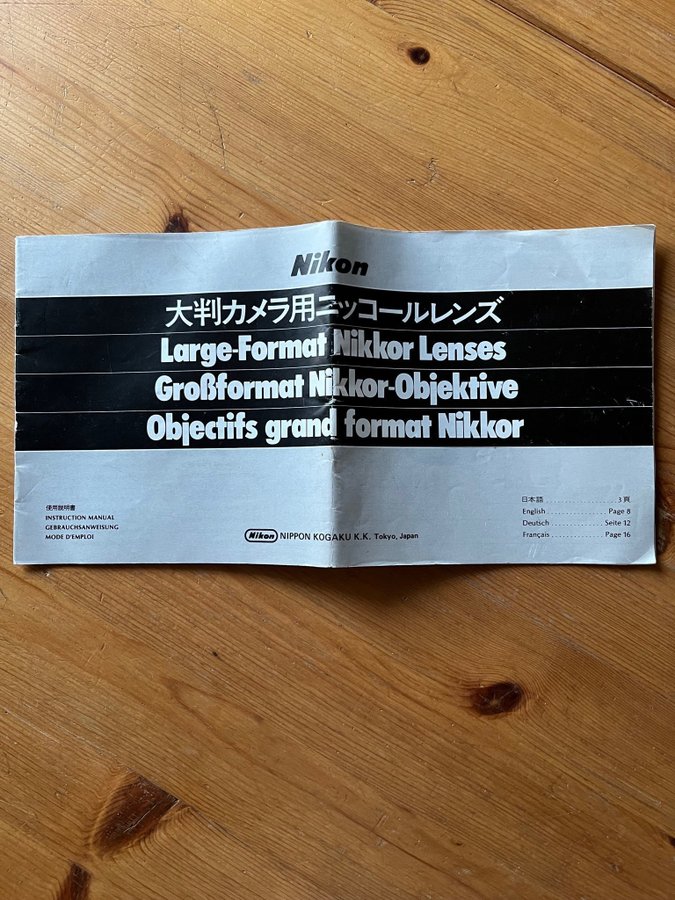 Nikon
大判カメラ用ニッコールレンズ
Large-Format Nikkor Lenses
Großformat Nikkor-Objektive
Objectifs grand format Nikkor
使用説明書
INSTRUCTION MANUAL
GEBRAUCHSANWEISUNG
MODE D'EMPLOI
Nikon NIPPON KOGAKU K.K. Tokyo, Japan
日本語 .................... 3頁
English .................... Page 8
Deutsch .................... Seite 12
Français .................... Page 16